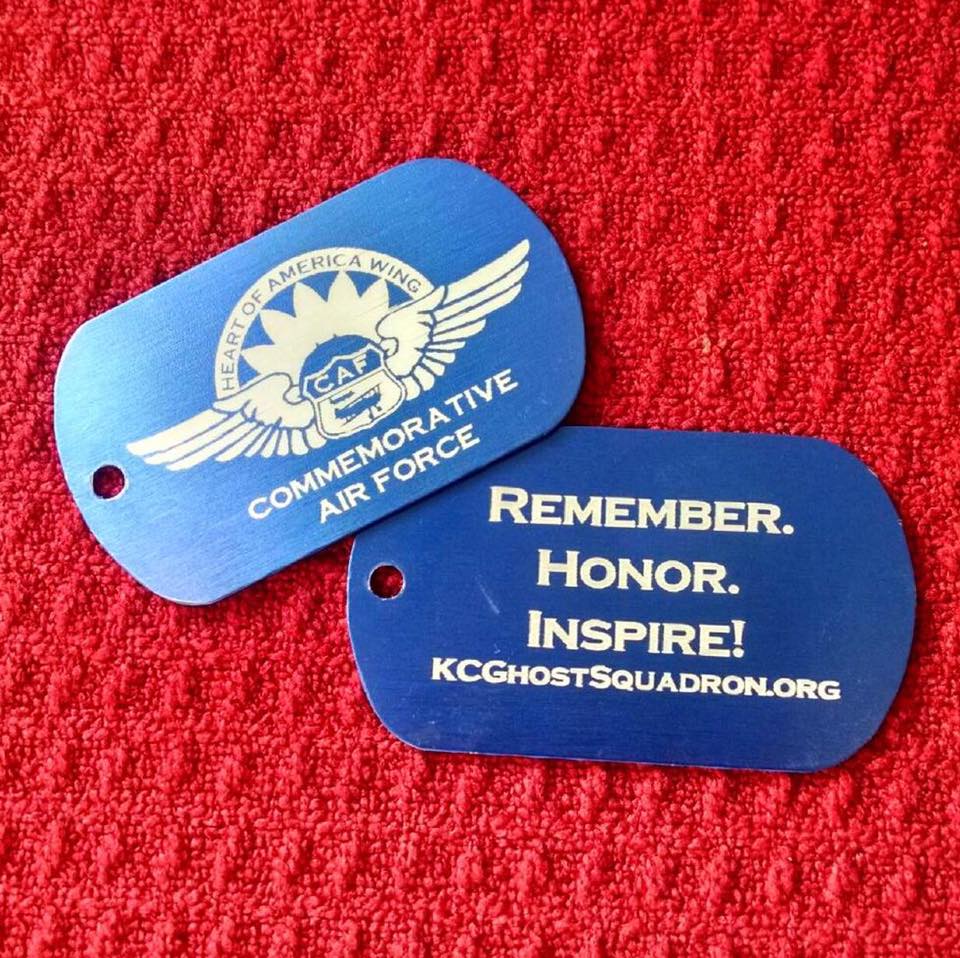 HEART OF AMERICA WING
CAF
COMMEMORATIVE
AIR FORCE
REMEMBER.
HONOR.
INSPIRE!
KCGHOSTSQUADRON.ORG